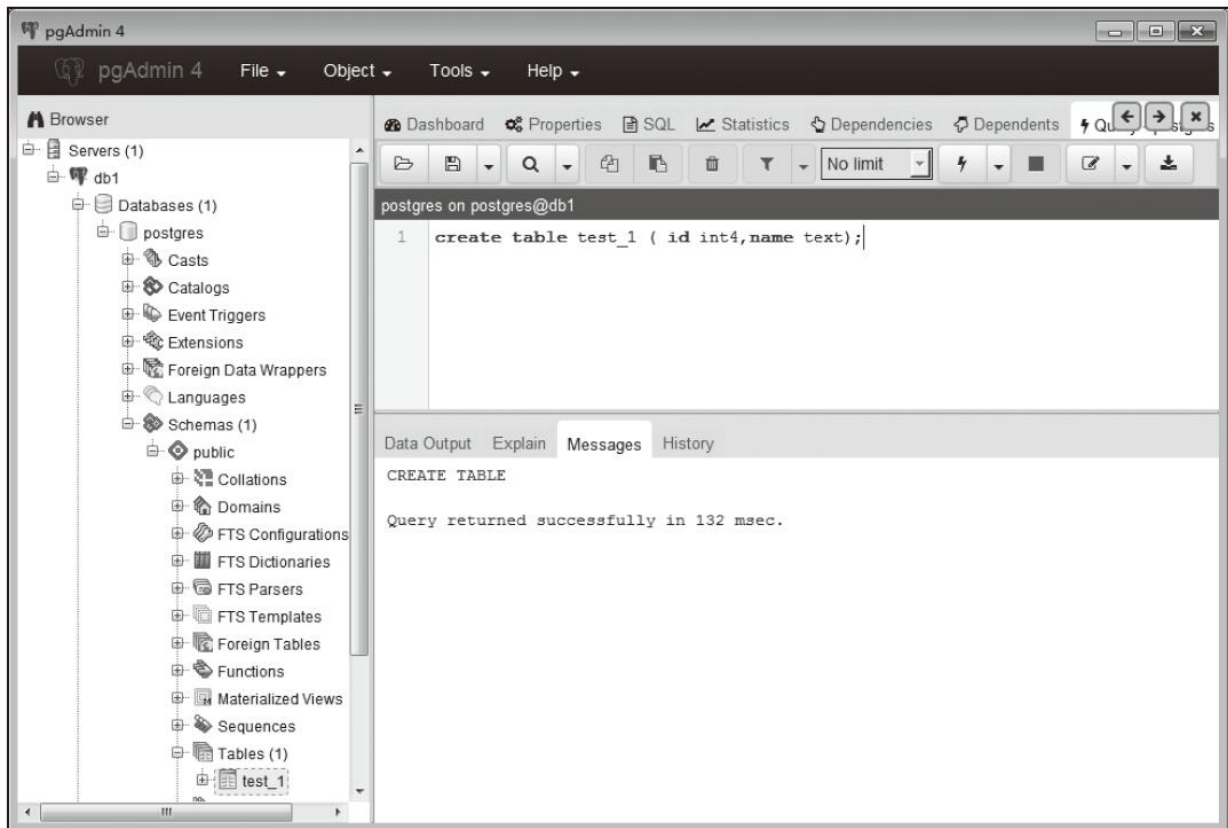 pgAdmin 4
pgAdmin 4 File Object Tools Help
Browser
Servers (1)
db1
Databases (1)
postgres
Casts
Catalogs
Event Triggers
Extensions
Foreign Data Wrappers
Languages
Schemas (1)
public
Collations
Domains
FTS Configurations
FTS Dictionaries
FTS Parsers
FTS Templates
Foreign Tables
Functions
Materialized Views
Sequences
Tables (1)
test_1
Dashboard Properties SQL Statistics Dependencies Dependents
No limit
postgres on postgres@db1
1 create table test_1 ( id int4,name text);
Data Output Explain Messages History
CREATE TABLE
Query returned successfully in 132 msec.